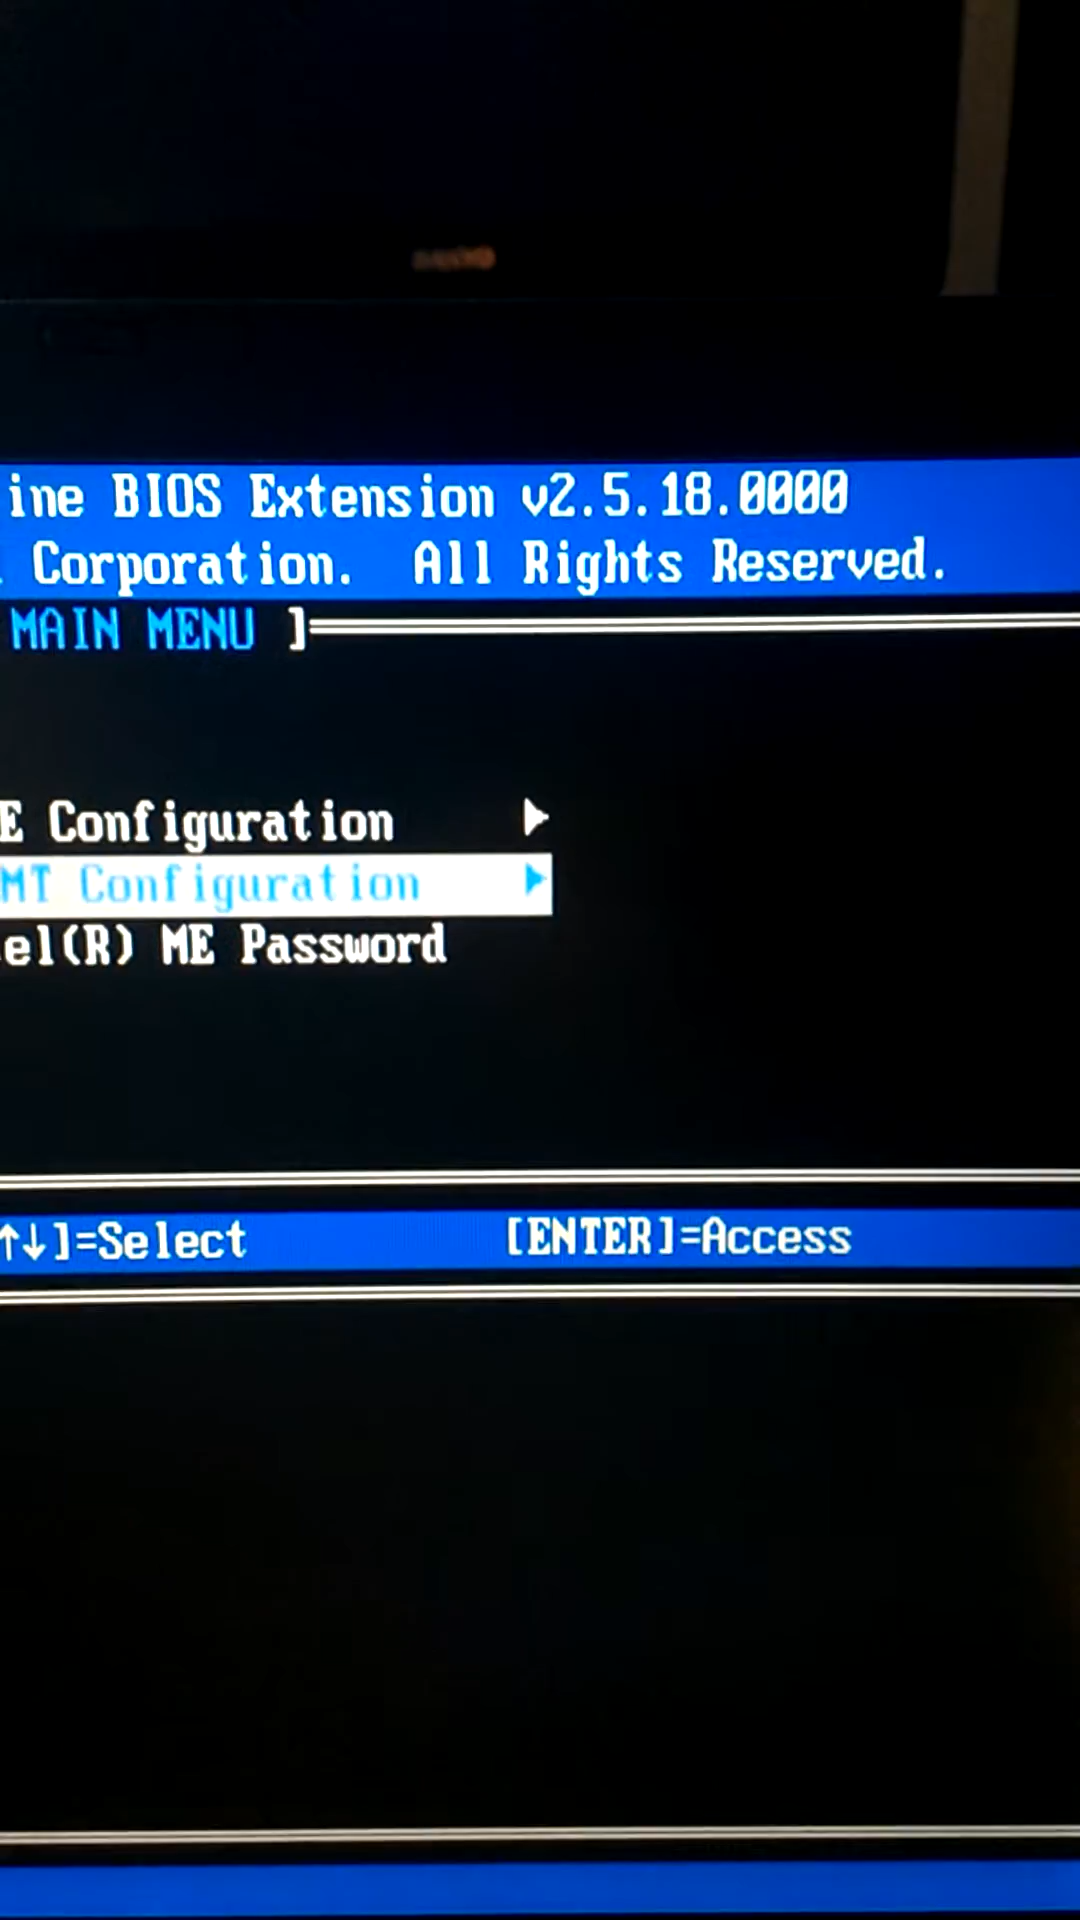 ine BIOS Extension v2.5.18.0000
Corporation. All Rights Reserved.
MAIN MENU ]
E Configuration ►
MT Configuration ►
el(R) ME Password
↑↓]=Select [ENTER]=Access